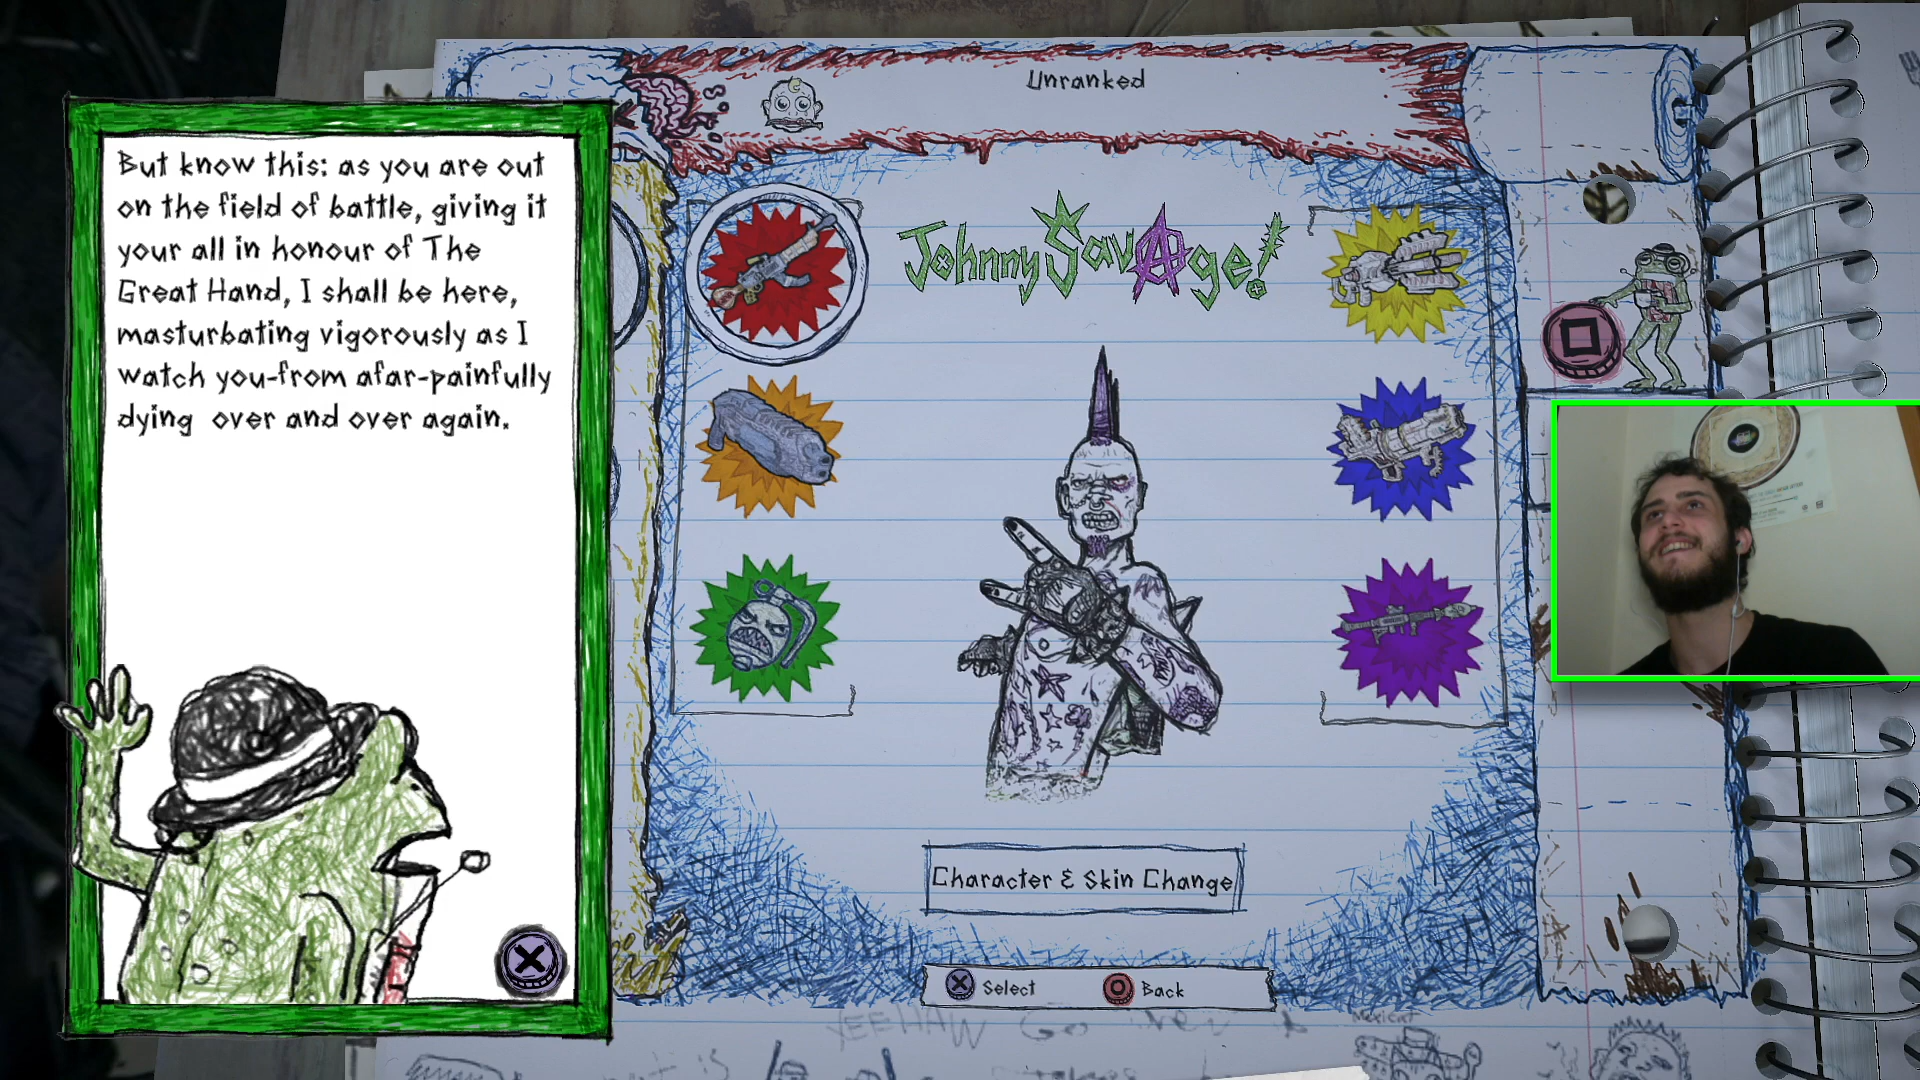 Unranked
But know this: as you are out
on the field of battle, giving it
your all in honour of The
Great Hand, I shall be here,
masturbating vigorously as I
watch you-from afar-painfully
dying over and over again.
Johnny Savage!
Character & Skin Change
Select
Back
YEEHAW